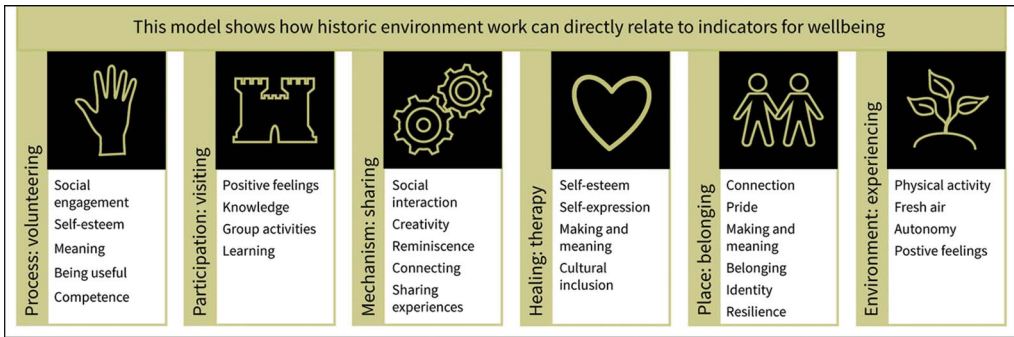 This model shows how historic environment work can directly relate to indicators for wellbeing
Process: volunteering
Social
engagement
Self-esteem
Meaning
Being useful
Competence
Participation: visiting
Positive feelings
Knowledge
Group activities
Learning
Mechanism: sharing
Social
interaction
Creativity
Reminiscence
Connecting
Sharing
experiences
Healing: therapy
Self-esteem
Self-expression
Making and
meaning
Cultural
inclusion
Place: belonging
Connection
Pride
Making and
meaning
Belonging
Identity
Resilience
Environment: experiencing
Physical activity
Fresh air
Autonomy
Postive feelings